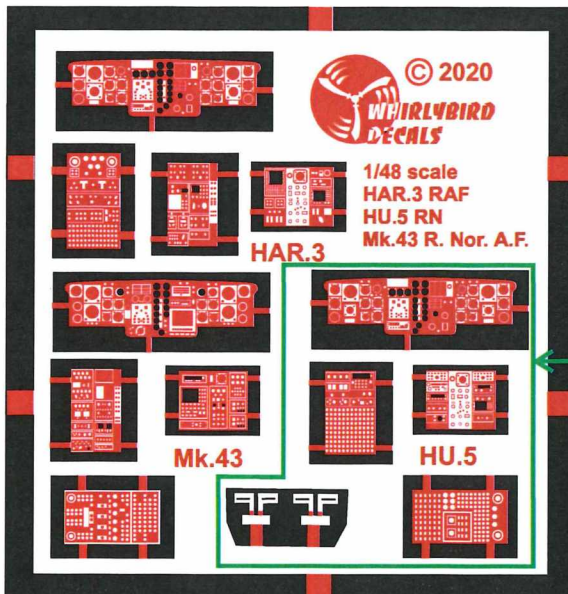 © 2020
WHIRLYBIRD
DECALS
1/48 scale
HAR.3 RAF
HU.5 RN
Mk.43 R. Nor. A.F.
HAR.3
Mk.43
HU.5